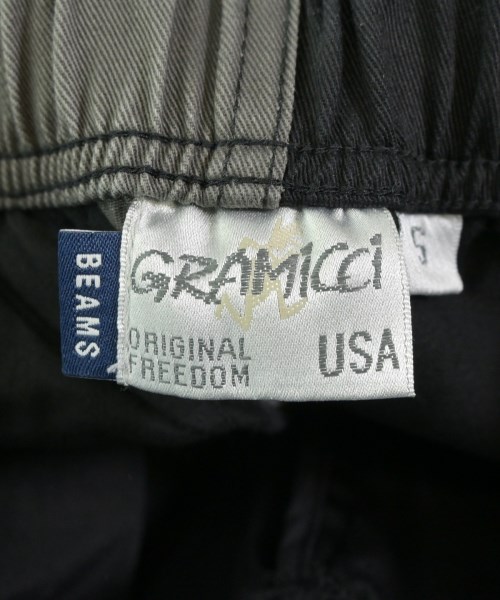 BEAMS
GRAMICCI
ORIGINAL
FREEDOM
USA